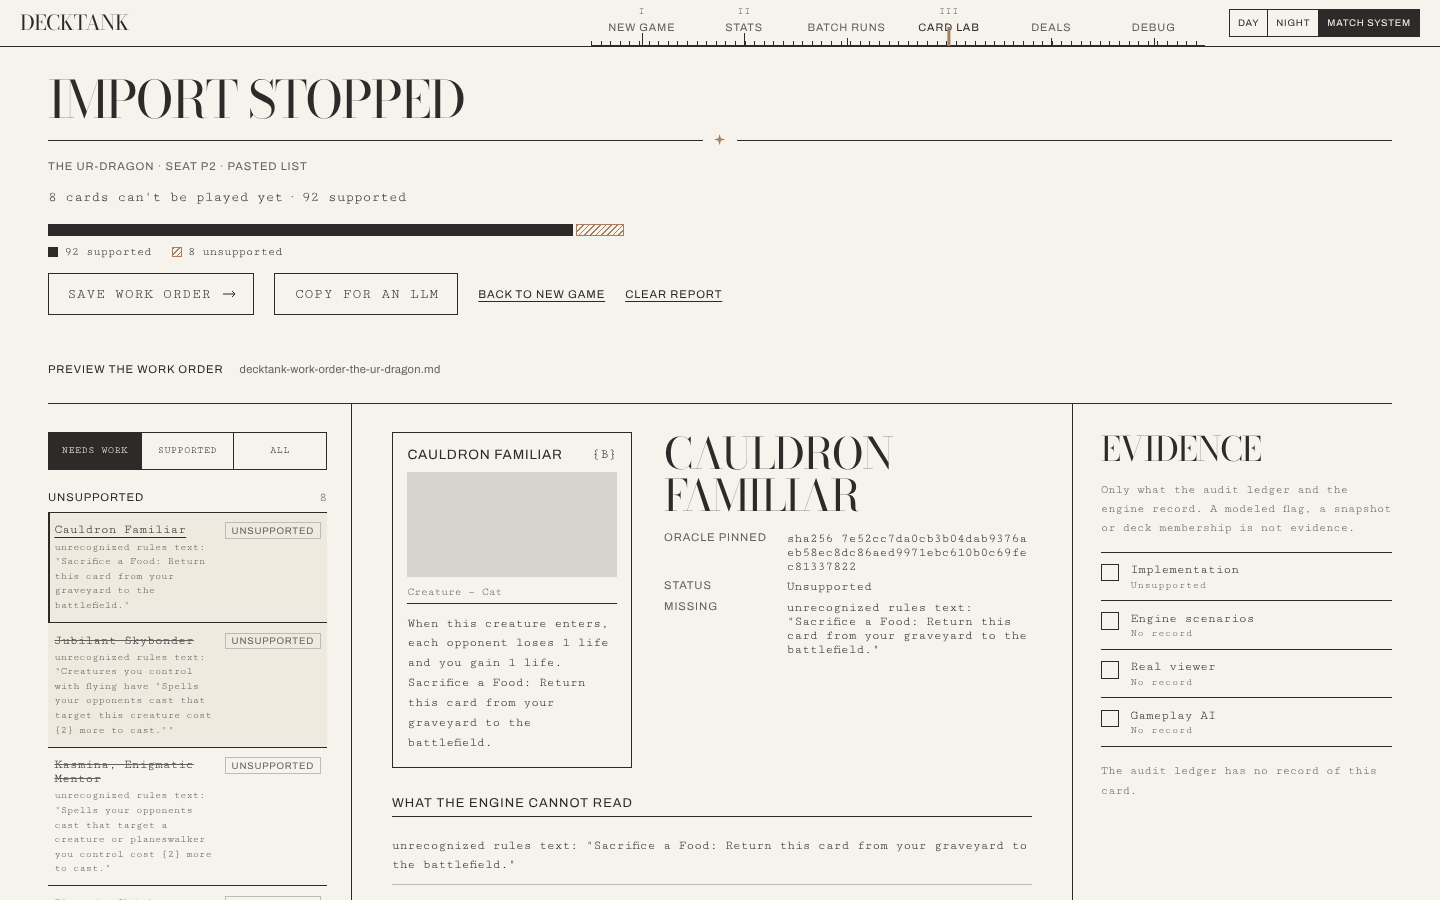 DECKTANK
I
NEW GAME
II
STATS
BATCH RUNS
III
CARD LAB
DEALS
DEBUG
DAY
NIGHT
MATCH SYSTEM
IMPORT STOPPED
THE UR-DRAGON · SEAT P2 · PASTED LIST
8 cards can't be played yet · 92 supported
92 supported
8 unsupported
SAVE WORK ORDER →
COPY FOR AN LLM
BACK TO NEW GAME
CLEAR REPORT
PREVIEW THE WORK ORDER
decktank-work-order-the-ur-dragon.md
NEEDS WORK
SUPPORTED
ALL
UNSUPPORTED
8
Cauldron Familiar
UNSUPPORTED
unrecognized rules text:
"Sacrifice a Food: Return
this card from your
graveyard to the
battlefield."
Jubilant Skybonder
UNSUPPORTED
unrecognized rules text:
"Creatures you control
with flying have "Spells
your opponents cast that
target this creature cost
{2} more to cast.""
Kasmina, Enigmatic
Mentor
UNSUPPORTED
unrecognized rules text:
"Spells your opponents
cast that target a
creature or planeswalker
you control cost {2} more
to cast."
CAULDRON FAMILIAR
{B}
Creature — Cat
When this creature enters,
each opponent loses 1 life
and you gain 1 life.
Sacrifice a Food: Return
this card from your
graveyard to the
battlefield.
CAULDRON
FAMILIAR
ORACLE PINNED
sha256 7e52cc7da0cb3b04dab9376a
eb58ec8dc86aed9971ebc610b0c69fe
c81337822
STATUS
Unsupported
MISSING
unrecognized rules text:
"Sacrifice a Food: Return this
card from your graveyard to the
battlefield."
WHAT THE ENGINE CANNOT READ
unrecognized rules text: "Sacrifice a Food: Return this card from your graveyard to
the battlefield."
EVIDENCE
Only what the audit ledger and the
engine record. A modeled flag, a snapshot
or deck membership is not evidence.
Implementation
Unsupported
Engine scenarios
No record
Real viewer
No record
Gameplay AI
No record
The audit ledger has no record of this
card.